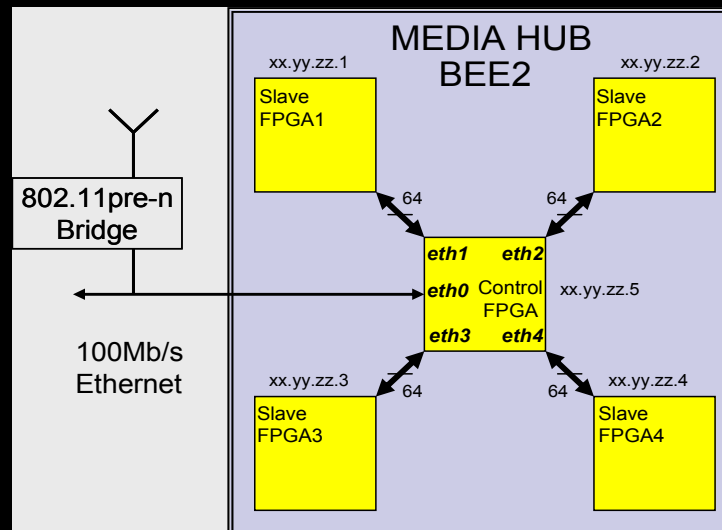 MEDIA HUB
BEE2
xx.yy.zz.1
xx.yy.zz.2
Slave
FPGA1
Slave
FPGA2
802.11pre-n
Bridge
64
64
eth1
eth2
eth0
Control
FPGA
xx.yy.zz.5
eth3
eth4
100Mb/s
Ethernet
xx.yy.zz.3
64
64
xx.yy.zz.4
Slave
FPGA3
Slave
FPGA4